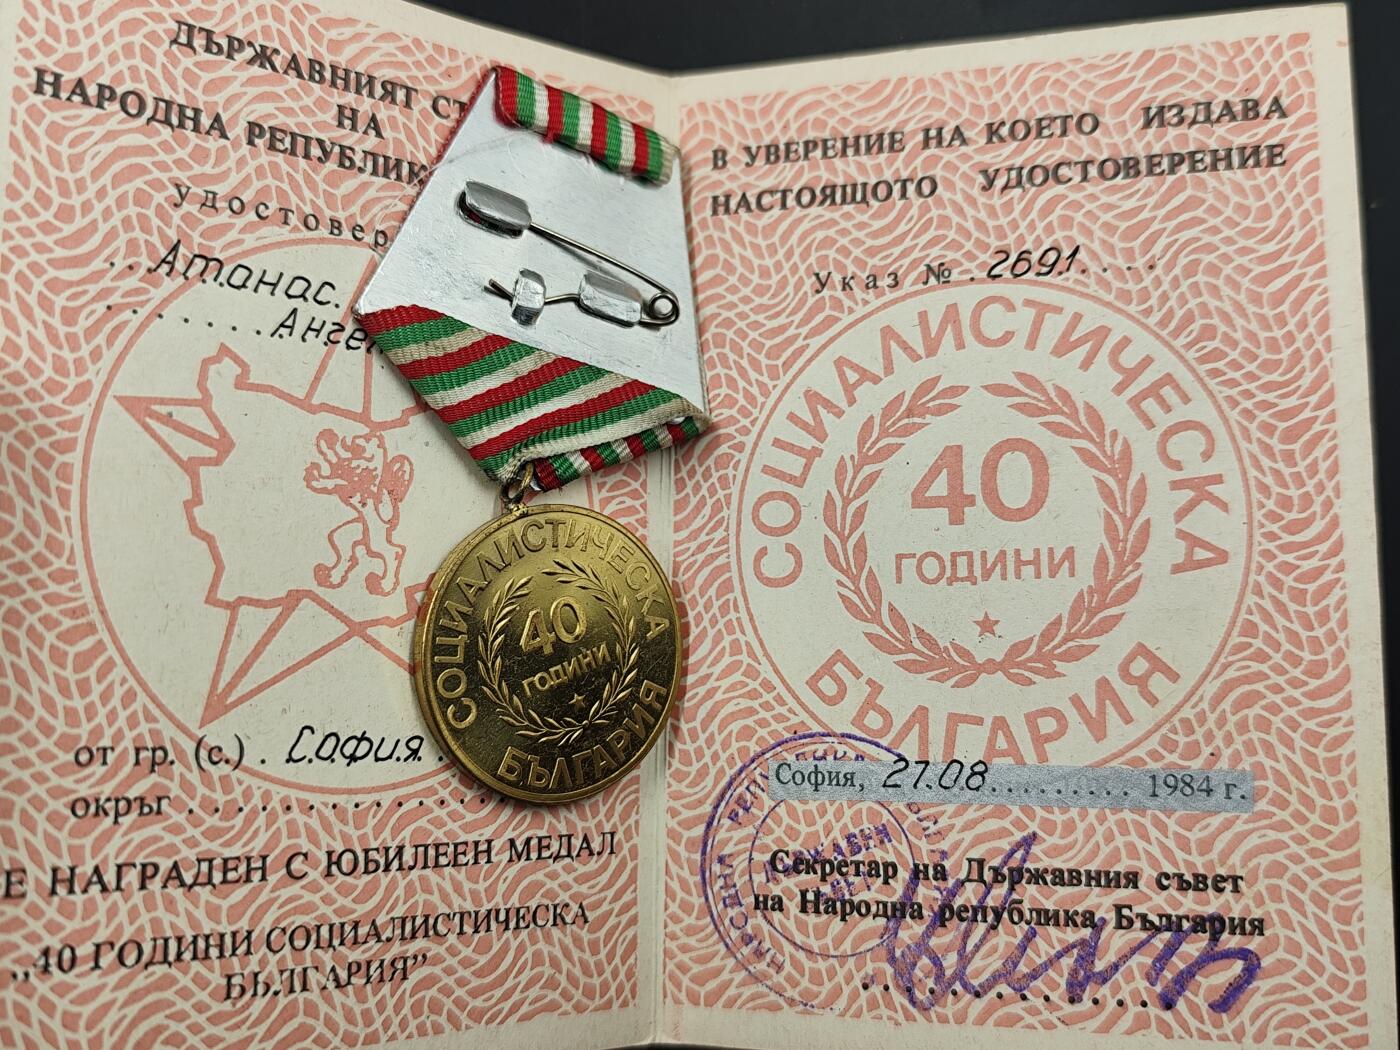 ДЪРЖАВНИЯТ
НА
НАРОДНА РЕПУБЛИК
удостовер
Атанас
Анге
от гр. (с.) . София .
окръг
Е НАГРАДЕН С ЮБИЛЕЕН МЕДАЛ
„40 ГОДИНИ СОЦИАЛИСТИЧЕСКА
БЪЛГАРИЯ”
СОЦИАЛИСТИЧЕСКА
40
ГОДИНИ
БЪЛГАРИЯ
В УВЕРЕНИЕ НА КОЕТО ИЗДАВА
НАСТОЯЩОТО УДОСТОВЕРЕНИЕ
Указ № . 2691 . . . .
СОЦИАЛИСТИЧЕСКА
40
ГОДИНИ
БЪЛГАРИЯ
София, 27.08 . . . . . . . . . 1984 г.
Секретар на Държавния съвет
на Народна република България